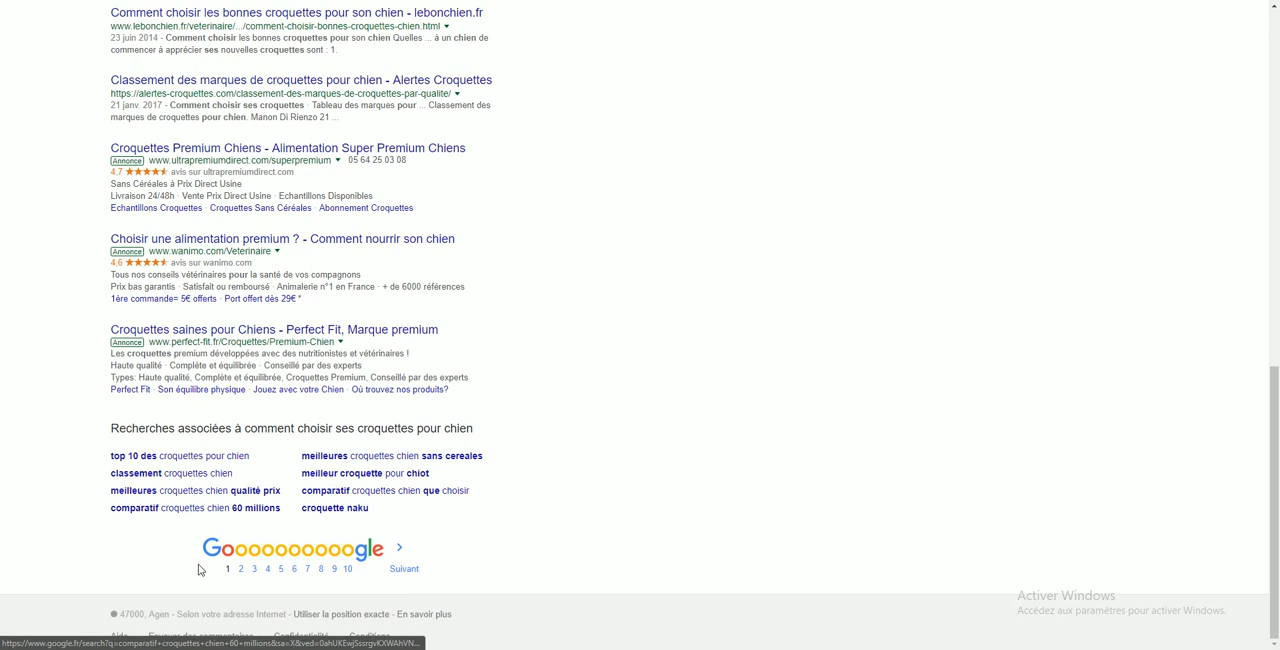 Comment choisir les bonnes croquettes pour son chien - lebonchien.fr
www.lebonchien.fr/veterinaire/.../comment-choisir-bonnes-croquettes-chien.html
23 juin 2014 - Comment choisir les bonnes croquettes pour son chien Quelles ... à un chien de
commencer à apprécier ses nouvelles croquettes sont : 1.
Classement des marques de croquettes pour chien - Alertes Croquettes
https://alertes-croquettes.com/classement-des-marques-de-croquettes-par-qualite/
21 janv. 2017 - Comment choisir ses croquettes · Tableau des marques pour ... Classement des
marques de croquettes pour chien. Manon Di Rienzo 21 ...
Croquettes Premium Chiens - Alimentation Super Premium Chiens
Annonce www.ultrapremiumdirect.com/superpremium 05 64 25 03 08
4,7 ★★★★★ avis sur ultrapremiumdirect.com
Sans Céréales à Prix Direct Usine
Livraison 24/48h · Vente Prix Direct Usine · Echantillons Disponibles
Echantillons Croquettes · Croquettes Sans Céréales · Abonnement Croquettes
Choisir une alimentation premium ? - Comment nourrir son chien
Annonce www.wanimo.com/Veterinaire
4,6 ★★★★★ avis sur wanimo.com
Tous nos conseils vétérinaires pour la santé de vos compagnons
Prix bas garantis · Satisfait ou remboursé · Animalerie n°1 en France · + de 6000 références
1ère commande= 5€ offerts · Port offert dès 29€ *
Croquettes saines pour Chiens - Perfect Fit, Marque premium
Annonce www.perfect-fit.fr/Croquettes/Premium-Chien
Les croquettes premium développées avec des nutritionistes et vétérinaires !
Haute qualité · Complète et équilibrée · Conseillé par des experts
Types: Haute qualité, Complète et équilibrée, Croquettes Premium, Conseillé par des experts
Perfect Fit · Son équilibre physique · Jouez avec votre Chien · Où trouvez nos produits?
Recherches associées à comment choisir ses croquettes pour chien
top 10 des croquettes pour chien meilleures croquettes chien sans cereales
classement croquettes chien meilleur croquette pour chiot
meilleures croquettes chien qualité prix comparatif croquettes chien que choisir
comparatif croquettes chien 60 millions croquette naku
Goooooooooogle >
1 2 3 4 5 6 7 8 9 10 Suivant
Activer Windows
Accédez aux paramètres pour activer Windows.
47000, Agen - Selon votre adresse Internet - Utiliser la position exacte - En savoir plus
Aide Envoyer des commentaires Confidentialité Conditions
https://www.google.fr/search?q=comparatif+croquettes+chien+60+millions&sa=X&ved=